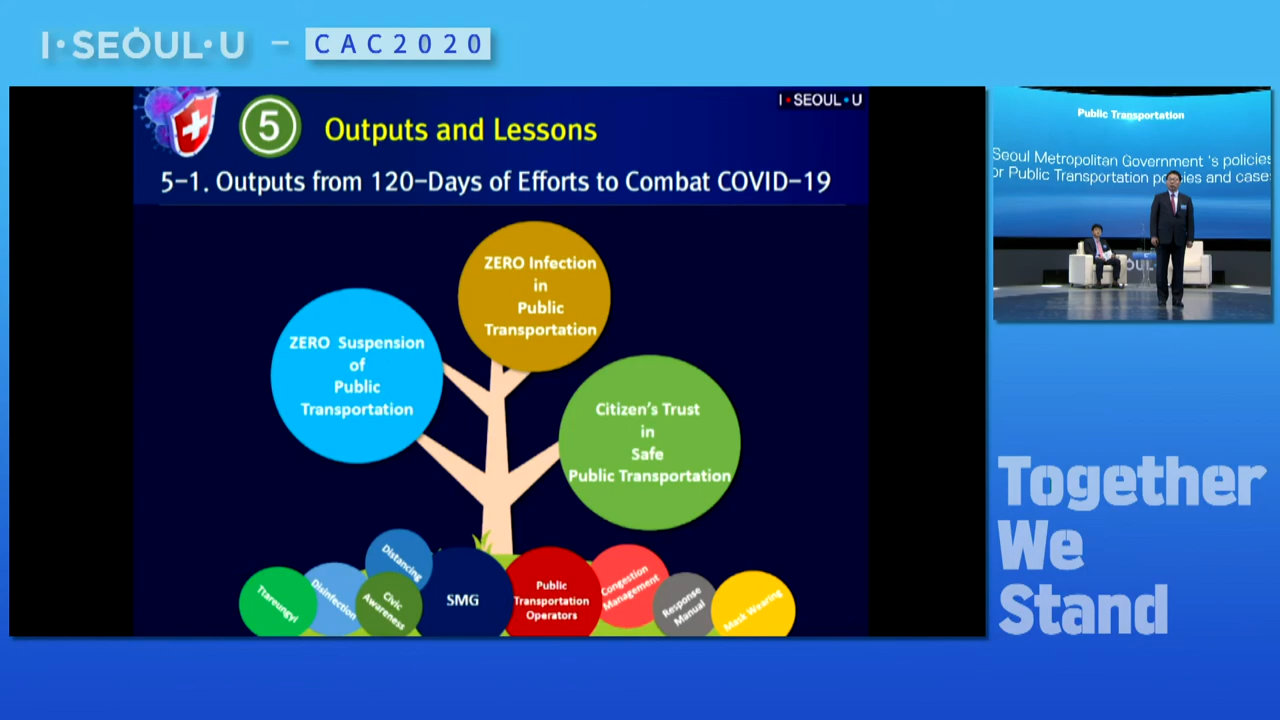 I·SEOUL·U – CAC2020
I·SEOUL·U
5 Outputs and Lessons
5-1. Outputs from 120-Days of Efforts to Combat COVID-19
ZERO Infection
in
Public
Transportation
ZERO Suspension
of
Public
Transportation
Citizen's Trust
in
Safe
Public Transportation
Ttareungyi
Disinfection
Distancing
Civic
Awareness
SMG
Public
Transportation
Operators
Congestion
Management
Response
Manual
Mask Wearing
Public Transportation
Seoul Metropolitan Government 's policies
or Public Transportation policies and case
Together
We
Stand